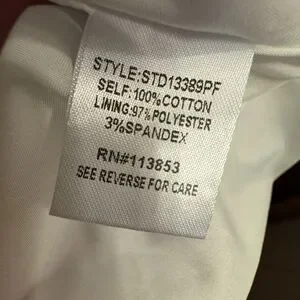 STYLE:STD13389PF
SELF:100%COTTON
LINING:97%POLYESTER
3%SPANDEX
RN#113853
SEE REVERSE FOR CARE